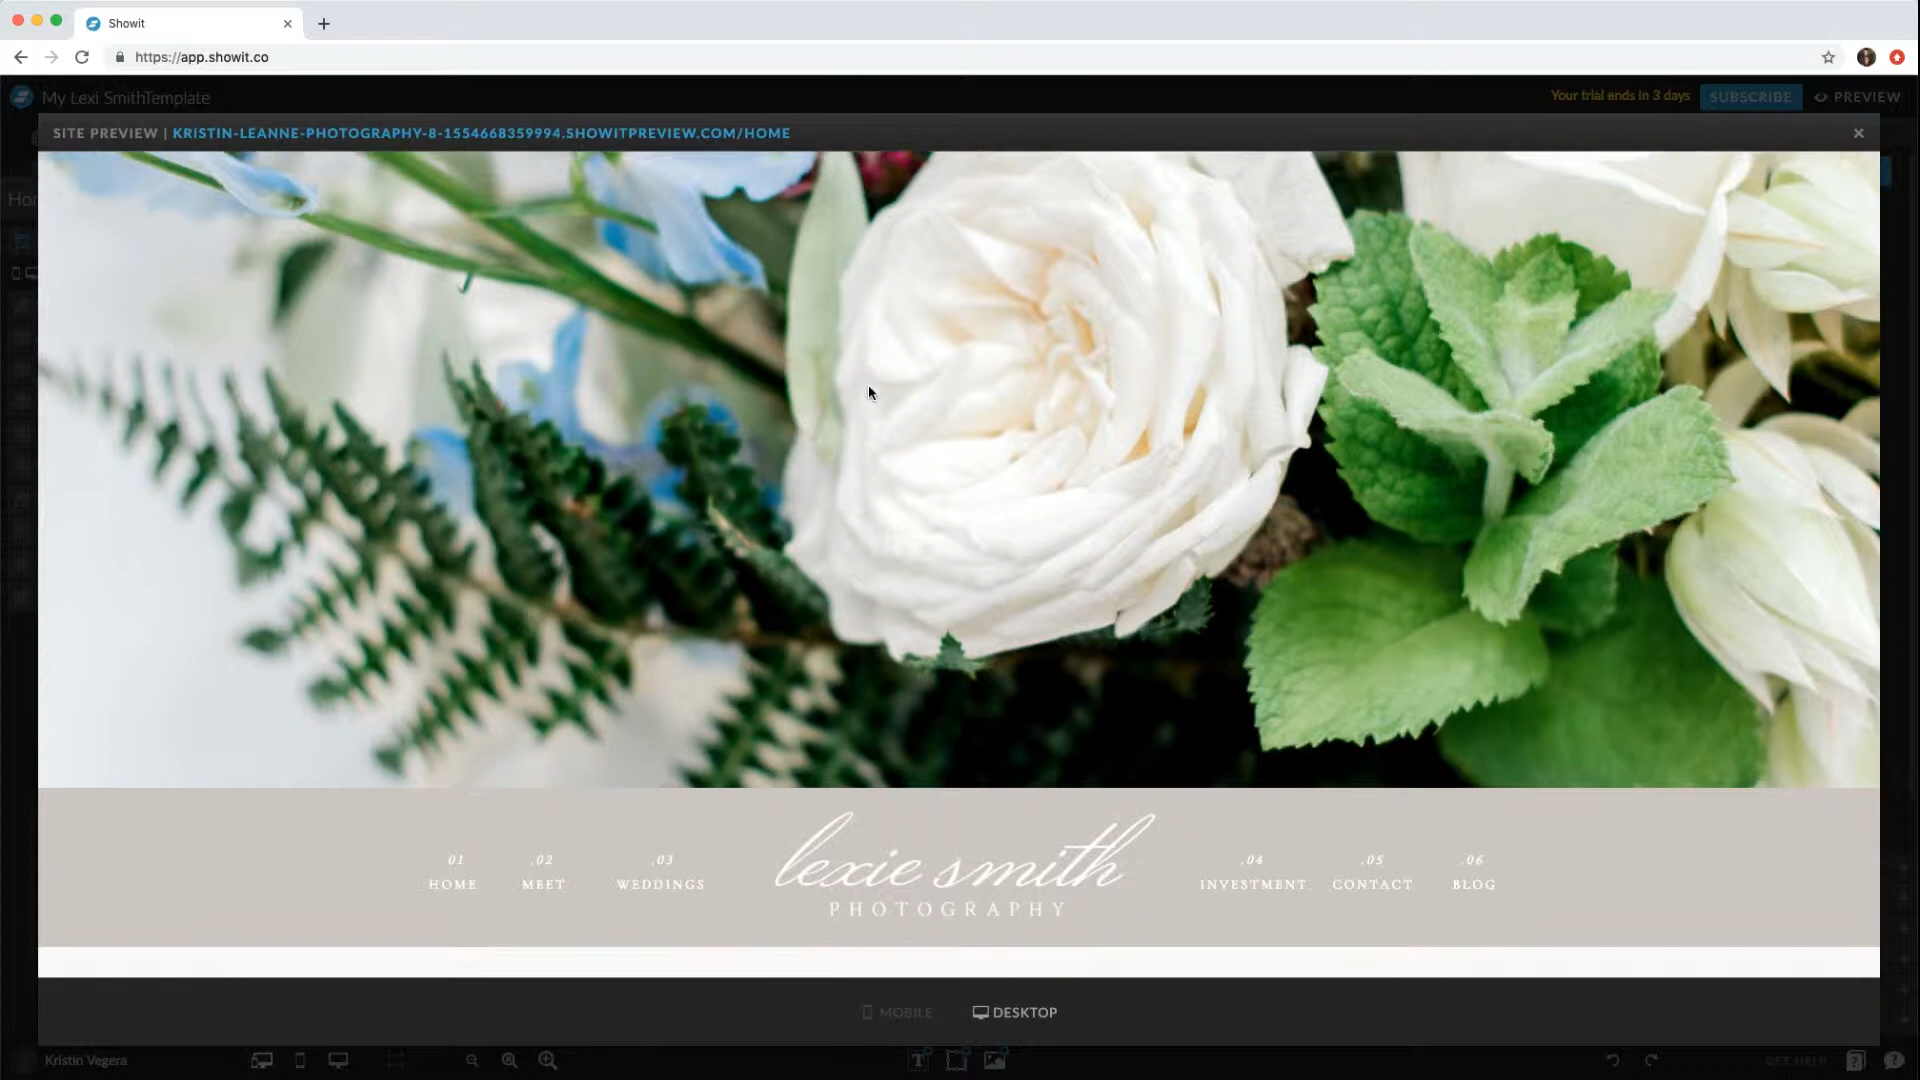 Showit
https://app.showit.co
My Lexi SmithTemplate
Your trial ends in 3 days
SUBSCRIBE
PREVIEW
SITE PREVIEW | KRISTIN-LEANNE-PHOTOGRAPHY-8-1554668359994.SHOWITPREVIEW.COM/HOME
01
.02
.03
HOME
MEET
WEDDINGS
lexie smith
PHOTOGRAPHY
.04
.05
.06
INVESTMENT
CONTACT
BLOG
MOBILE
DESKTOP
Kristin Vegera
T
GET HELP